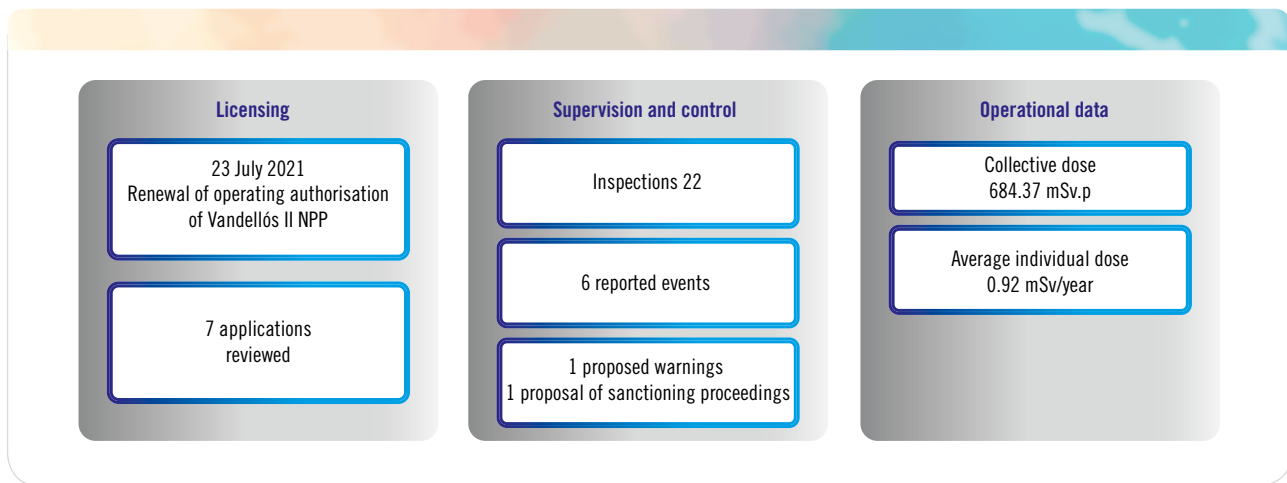 Licensing
23 July 2021
Renewal of operating authorisation
of Vandellós II NPP
7 applications
reviewed
Supervision and control
Inspections 22
6 reported events
1 proposed warnings
1 proposal of sanctioning proceedings
Operational data
Collective dose
684.37 mSv.p
Average individual dose
0.92 mSv/year